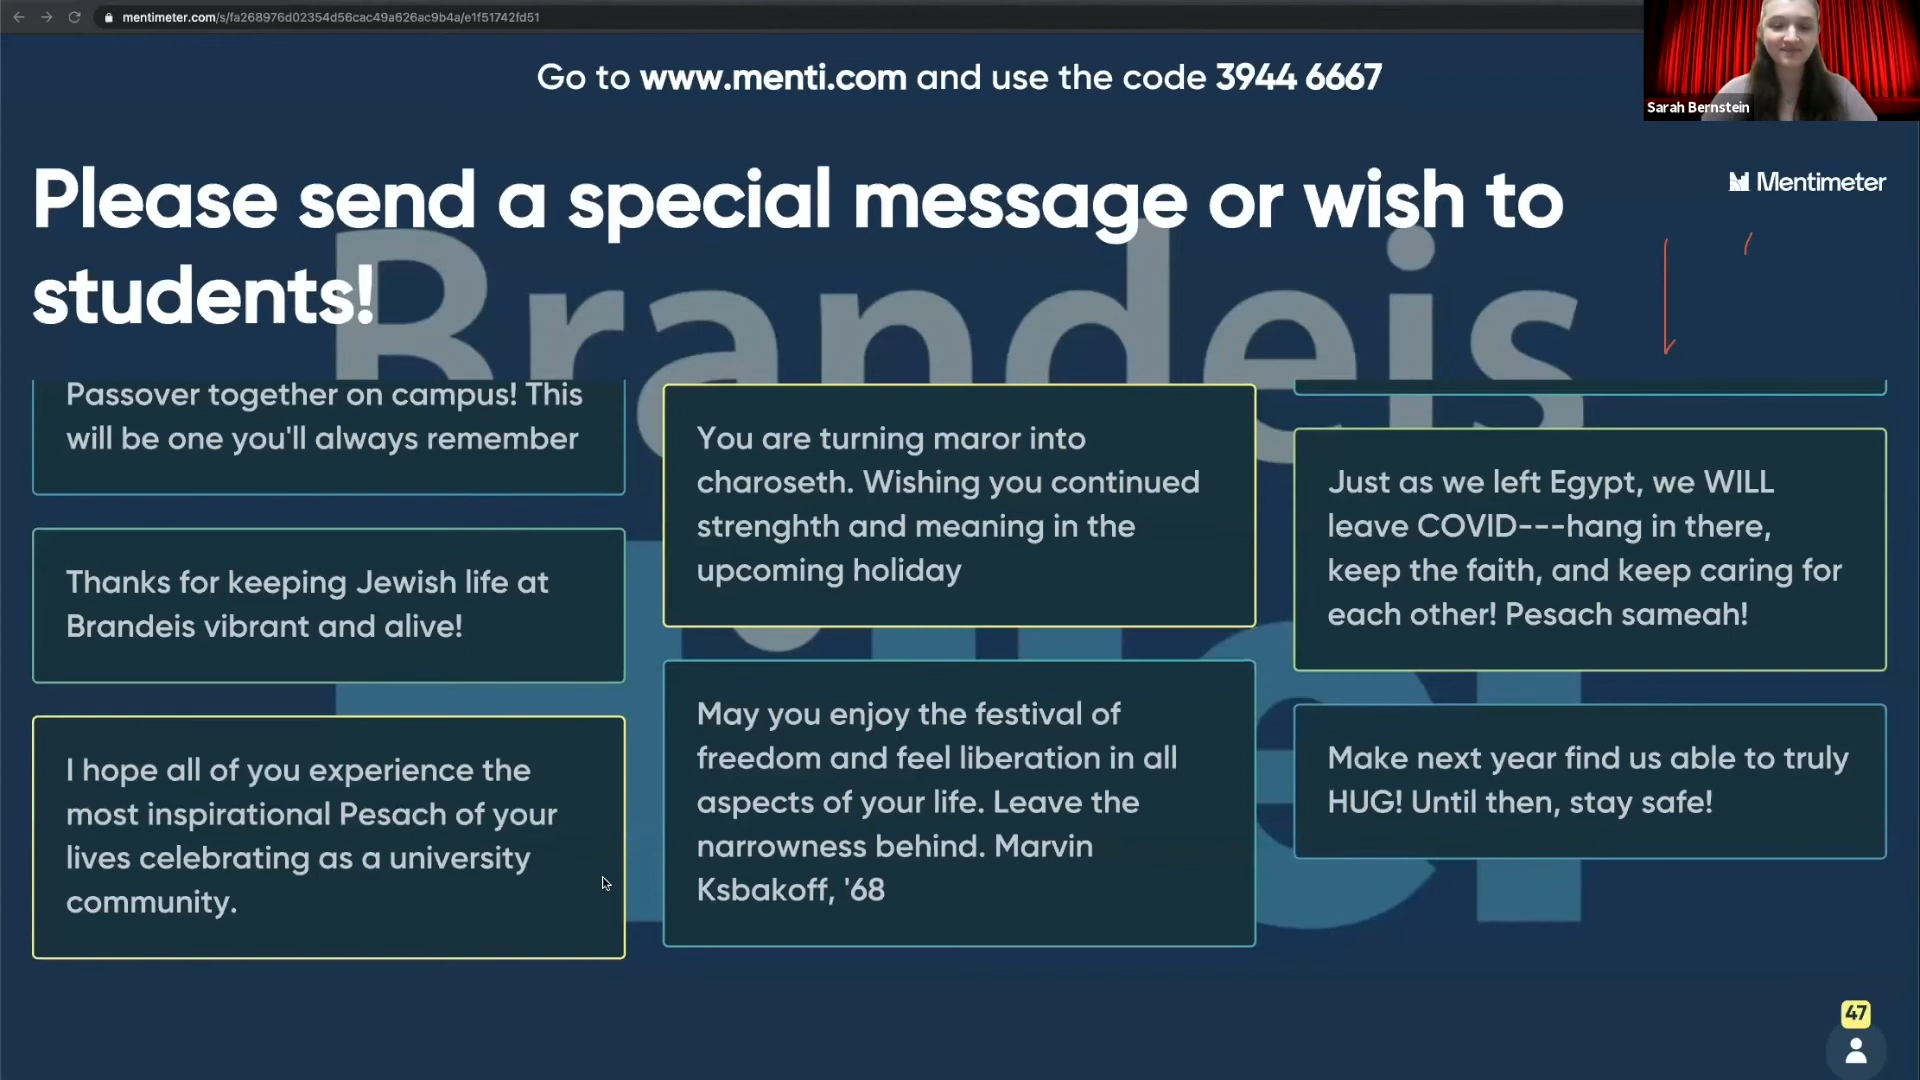 mentimeter.com/s/fa268976d02354d56cac49a626ac9b4a/e1f51742fd51
Go to www.menti.com and use the code 3944 6667
Sarah Bernstein
Please send a special message or wish to
students!
Mentimeter
Brandeis
Passover together on campus! This
will be one you'll always remember
Thanks for keeping Jewish life at
Brandeis vibrant and alive!
I hope all of you experience the
most inspirational Pesach of your
lives celebrating as a university
community.
You are turning maror into
charoseth. Wishing you continued
strenghth and meaning in the
upcoming holiday
May you enjoy the festival of
freedom and feel liberation in all
aspects of your life. Leave the
narrowness behind. Marvin
Ksbakoff, '68
Just as we left Egypt, we WILL
leave COVID---hang in there,
keep the faith, and keep caring for
each other! Pesach sameah!
Make next year find us able to truly
HUG! Until then, stay safe!
47